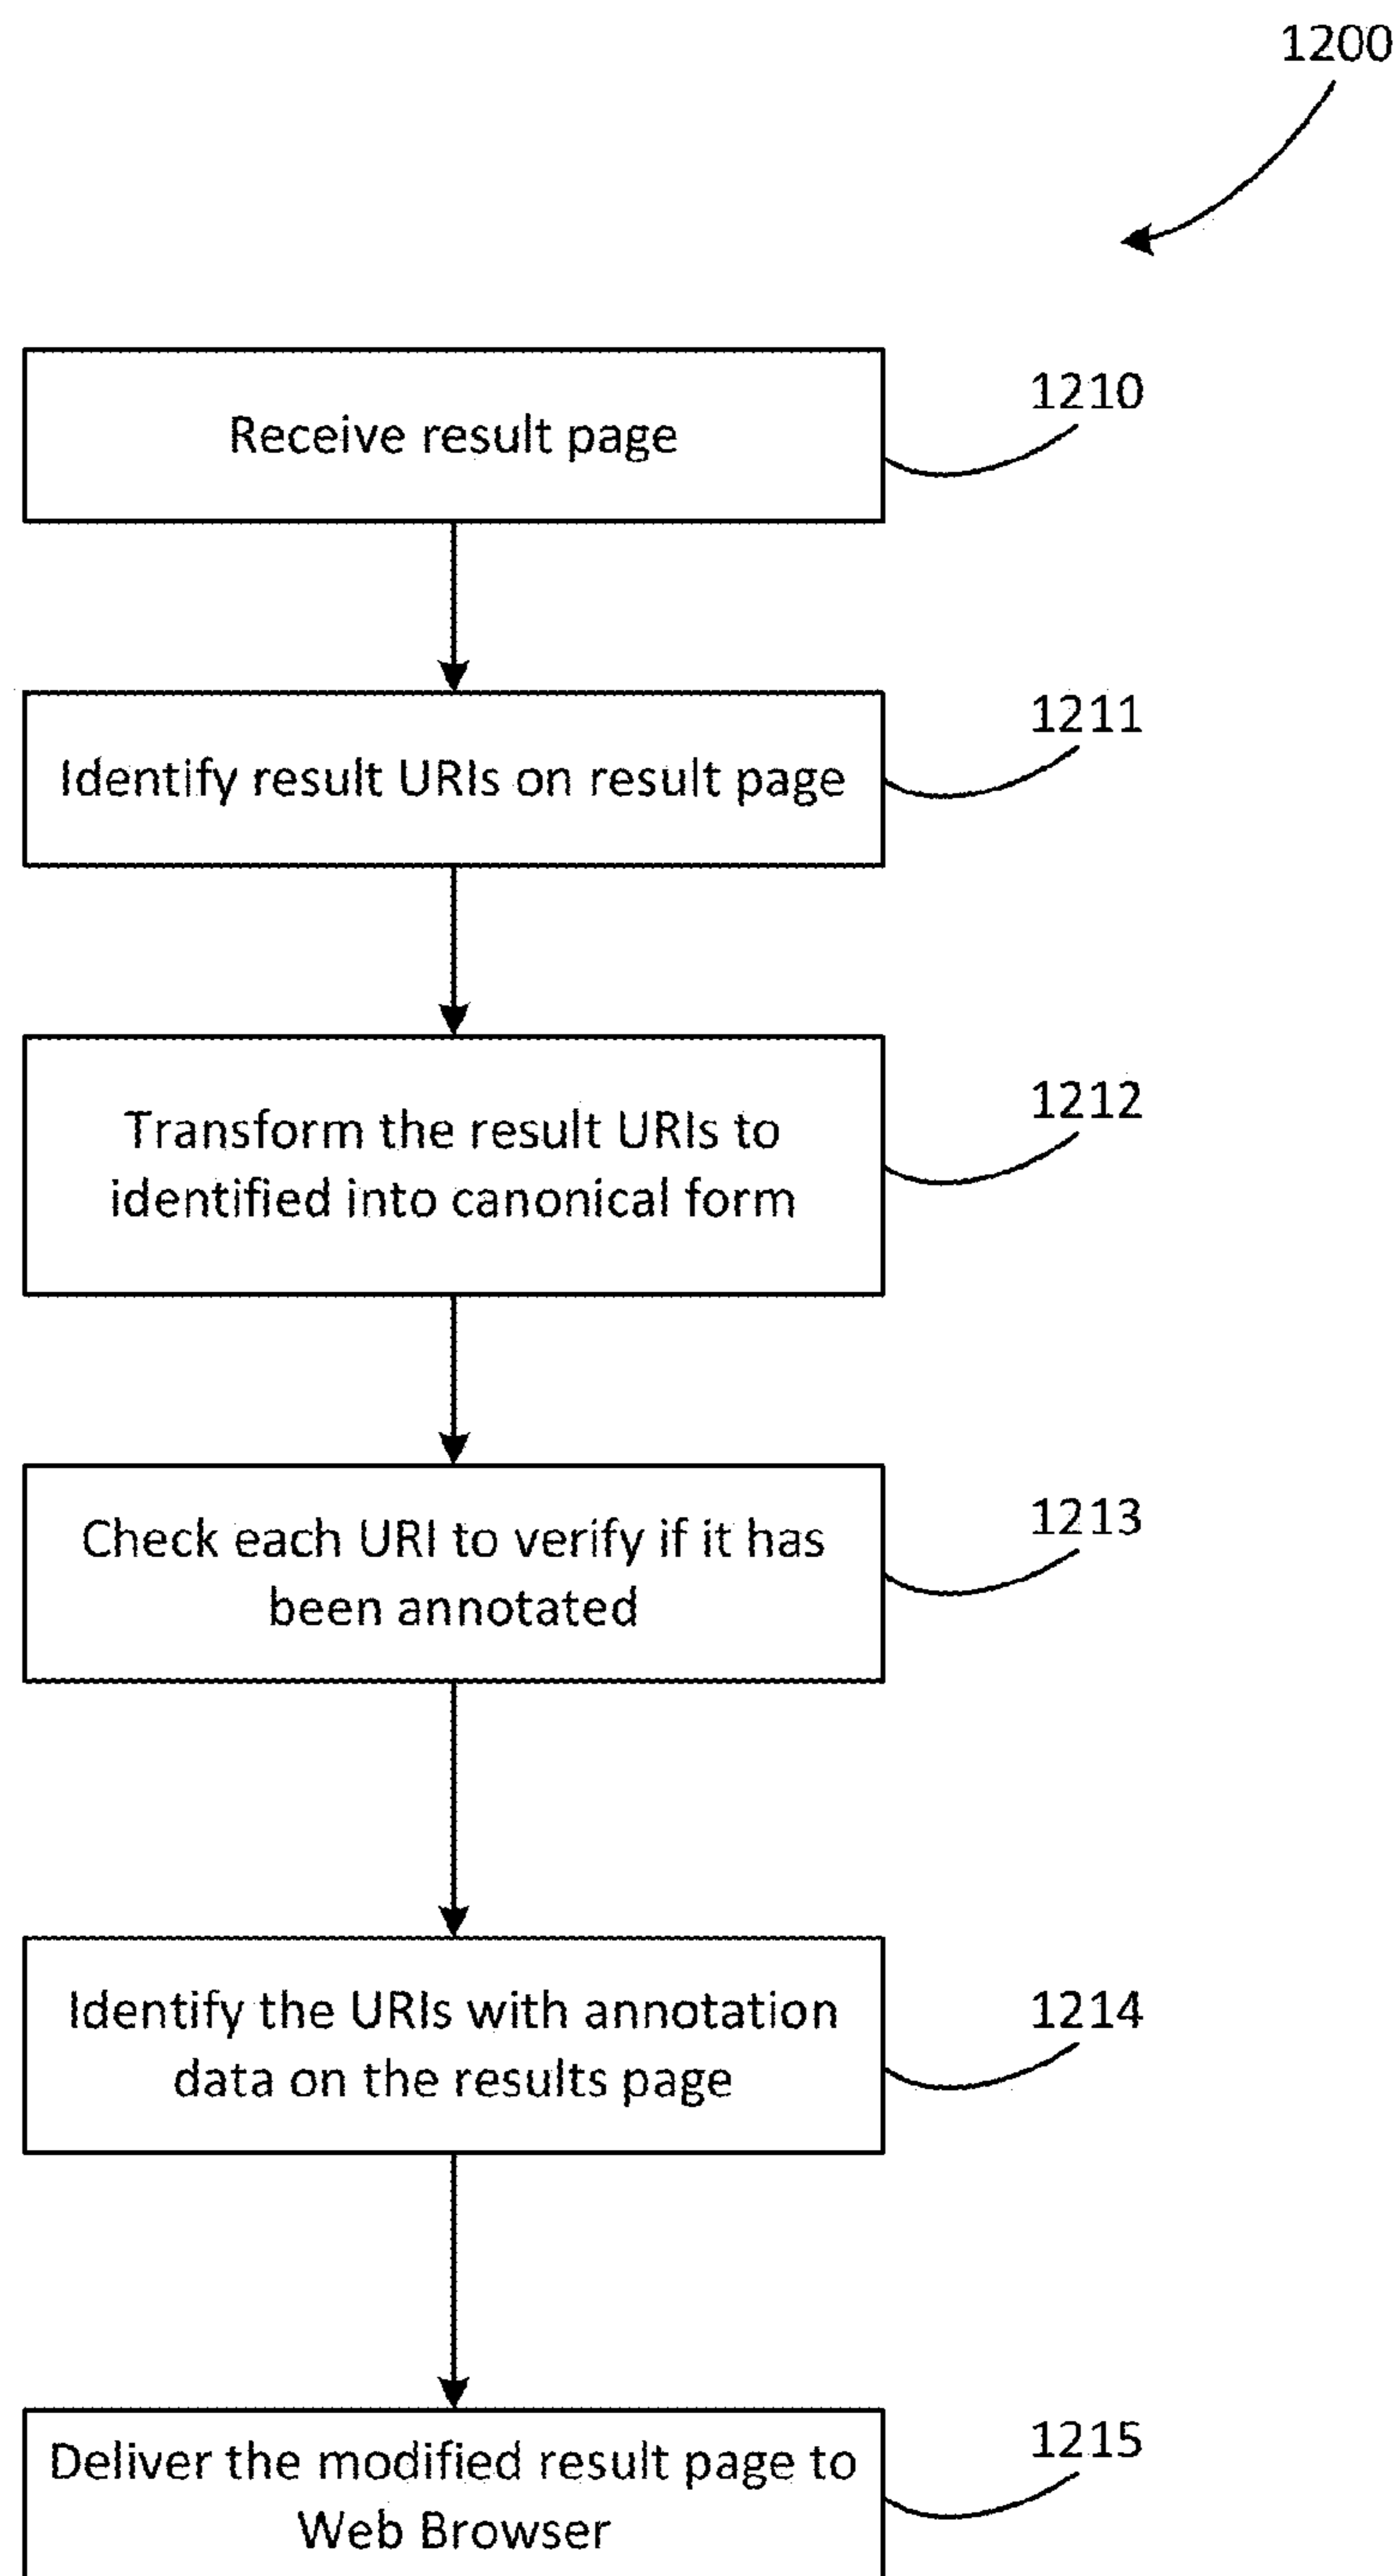 1200
Receive result page
1210
Identify result URIs on result page
1211
Transform the result URIs to
identified into canonical form
1212
Check each URI to verify if it has
been annotated
1213
Identify the URIs with annotation
data on the results page
1214
Deliver the modified result page to
Web Browser
1215